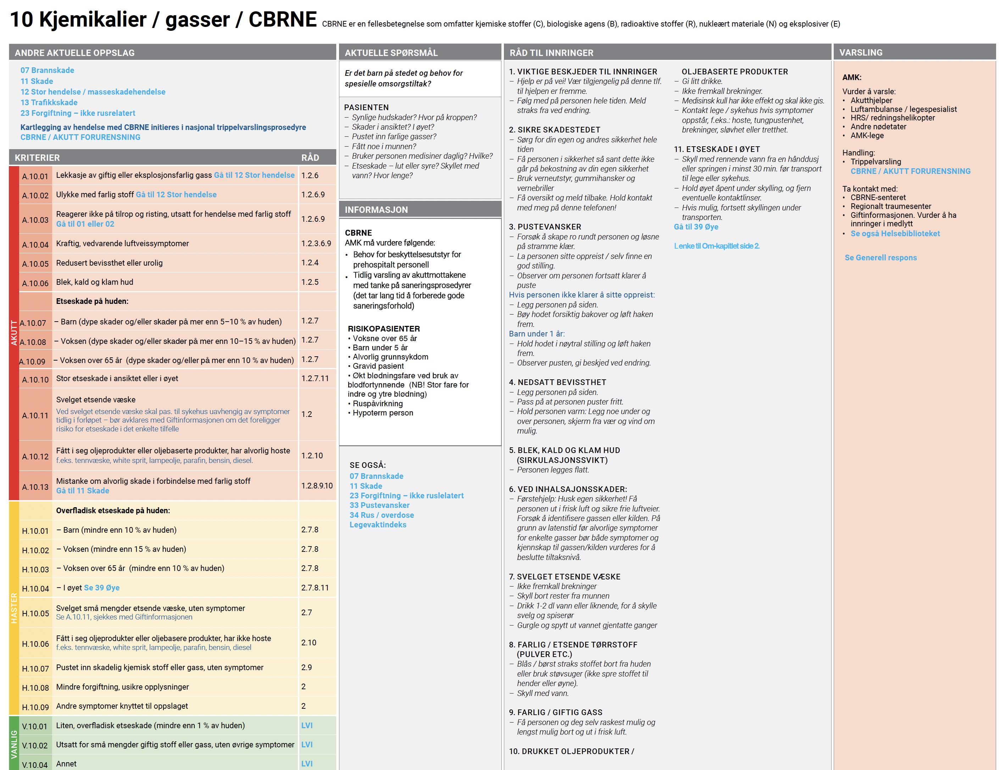 10 Kjemikalier / gasser / CBRNE CBRNE er en fellesbetegnelse som omfatter kjemiske stoffer (C), biologiske agens (B), radioaktive stoffer (R), nukleært materiale (N) og eksplosiver (E)
ANDRE AKTUELLE OPPSLAG
07 Brannskade
11 Skade
12 Stor hendelse / masseskadehendelse
13 Trafikkskade
23 Forgiftning – ikke rusrelatert
Kartlegging av hendelse med CBRNE initieres i nasjonal trippelvarslingsprosedyre
CBRNE / AKUTT FORURENSNING
KRITERIER RÅD
AKUTT
A.10.01 Lekkasje av giftig eller eksplosjonsfarlig gass Gå til 12 Stor hendelse 1.2.6
A.10.02 Ulykke med farlig stoff Gå til 12 Stor hendelse 1.2.6.9
A.10.03 Reagerer ikke på tilrop og risting, utsatt for hendelse med farlig stoff 1.2.6.9
Gå til 01 eller 02
A.10.04 Kraftig, vedvarende luftveissymptomer 1.2.3.6.9
A.10.05 Redusert bevissthet eller urolig 1.2.4
A.10.06 Blek, kald og klam hud 1.2.5
Etseskade på huden:
A.10.07 – Barn (dype skader og/eller skader på mer enn 5–10 % av huden) 1.2.7
A.10.08 – Voksen (dype skader og/eller skader på mer enn 10–15 % av huden) 1.2.7
A.10.09 – Voksen over 65 år (dype skader og/eller på mer enn 10 % av huden) 1.2.7
A.10.10 Stor etseskade i ansiktet eller i øyet 1.2.7.11
A.10.11 Svelget etsende væske 1.2
Ved svelget etsende væske skal pas. til sykehus uavhengig av symptomer
tidlig i forløpet – bør avklares med Giftinformasjonen om det foreligger
risiko for etseskade i det enkelte tilfelle
A.10.12 Fått i seg oljeprodukter eller oljebaserte produkter, har alvorlig hoste 1.2.10
f.eks. tennvæske, white sprit, lampeolje, parafin, bensin, diesel.
A.10.13 Mistanke om alvorlig skade i forbindelse med farlig stoff 1.2.8.9.10
Gå til 11 Skade
HASTER
Overfladisk etseskade på huden:
H.10.01 – Barn (mindre enn 10 % av huden) 2.7.8
H.10.02 – Voksen (mindre enn 15 % av huden) 2.7.8
H.10.03 – Voksen over 65 år (mindre enn 10 % av huden) 2.7.8
H.10.04 – I øyet Se 39 Øye 2.7.8.11
H.10.05 Svelget små mengder etsende væske, uten symptomer 2.7
Se A.10.11, sjekkes med Giftinformasjonen
H.10.06 Fått i seg oljeprodukter eller oljebasere produkter, har ikke hoste 2.10
f.eks. tennvæske, white sprit, lampeolje, parafin, bensin, diesel
H.10.07 Pustet inn skadelig kjemisk stoff eller gass, uten symptomer 2.9
H.10.08 Mindre forgiftning, usikre opplysninger 2
H.10.09 Andre symptomer knyttet til oppslaget 2
VANLIG
V.10.01 Liten, overfladisk etseskade (mindre enn 1 % av huden) LVI
V.10.02 Utsatt for små mengder giftig stoff eller gass, uten øvrige symptomer LVI
V.10.04 Annet LVI
AKTUELLE SPØRSMÅL
Er det barn på stedet og behov for
spesielle omsorgstiltak?
PASIENTEN
– Synlige hudskader? Hvor på kroppen?
– Skader i ansiktet? I øyet?
– Pustet inn farlige gasser?
– Fått noe i munnen?
– Bruker personen medisiner daglig? Hvilke?
– Etseskade – lut eller syre? Skyllet med
vann? Hvor lenge?
INFORMASJON
CBRNE
AMK må vurdere følgende:
• Behov for beskyttelsesutstyr for
prehospitalt personell
• Tidlig varsling av akuttmottakene
med tanke på saneringsprosedyrer
(det tar lang tid å forberede gode
saneringsforhold)
RISIKOPASIENTER
• Voksne over 65 år
• Barn under 5 år
• Alvorlig grunnsykdom
• Gravid pasient
• Økt blødningsfare ved bruk av
blodfortynnende (NB! Stor fare for
indre og ytre blødning)
• Ruspåvirkning
• Hypoterm person
SE OGSÅ:
07 Brannskade
11 Skade
23 Forgiftning – ikke ruslelatert
33 Pustevansker
34 Rus / overdose
Legevaktindeks
RÅD TIL INNRINGER
1. VIKTIGE BESKJEDER TIL INNRINGER
– Hjelp er på vei! Vær tilgjengelig på denne tlf.
til hjelpen er fremme.
– Følg med på personen hele tiden. Meld
straks fra ved endring.
2. SIKRE SKADESTEDET
– Sørg for din egen og andres sikkerhet hele
tiden
– Få personen i sikkerhet så sant dette ikke
går på bekostning av din egen sikkerhet
– Bruk verneutstyr, gummihansker og
vernebriller
– Få oversikt og meld tilbake. Hold kontakt
med meg på denne telefonen!
3. PUSTEVANSKER
– Forsøk å skape ro rundt personen og løsne
på stramme klær.
– La personen sitte oppreist / selv finne en
god stilling.
– Observer om personen fortsatt klarer å
puste
Hvis personen ikke klarer å sitte oppreist:
– Legg personen på siden.
– Bøy hodet forsiktig bakover og løft haken
frem.
Barn under 1 år:
– Hold hodet i nøytral stilling og løft haken
frem.
– Observer pusten, gi beskjed ved endring.
4. NEDSATT BEVISSTHET
– Legg personen på siden.
– Pass på at personen puster fritt.
– Hold personen varm: Legg noe under og
over personen, skjerm fra vær og vind om
mulig.
5. BLEK, KALD OG KLAM HUD
(SIRKULASJONSSVIKT)
– Personen legges flatt.
6. VED INHALSAJONSSKADER:
– Førstehjelp: Husk egen sikkerhet! Få
personen ut i frisk luft og sikre frie luftveier.
Forsøk å identifisere gassen eller kilden. På
grunn av latenstid før alvorlige symptomer
for enkelte gasser bør både symptomer og
kjennskap til gassen/kilden vurderes for å
beslutte tiltaksnivå.
7. SVELGET ETSENDE VÆSKE
– Ikke fremkall brekninger
– Skyll bort rester fra munnen
– Drikk 1-2 dl vann eller liknende, for å skylle
svelg og spiserør
– Gurgle og spytt ut vannet gjentatte ganger
8. FARLIG / ETSENDE TØRRSTOFF
(PULVER ETC.)
– Blås / børst straks stoffet bort fra huden
eller bruk støvsuger (ikke spre stoffet til
hender eller øyne).
– Skyll med vann.
9. FARLIG / GIFTIG GASS
– Få personen og deg selv raskest mulig og
lengst mulig bort og ut i frisk luft.
10. DRUKKET OLJEPRODUKTER /
OLJEBASERTE PRODUKTER
– Gi litt drikke.
– Ikke fremkall brekninger.
– Medisinsk kull har ikke effekt og skal ikke gis.
– Kontakt lege / sykehus hvis symptomer
oppstår, f.eks.: hoste, tungpustenhet,
brekninger, sløvhet eller tretthet.
11. ETSESKADE I ØYET
– Skyll med rennende vann fra en hånddusj
eller springen i minst 30 min. før transport
til lege eller sykehus.
– Hold øyet åpent under skylling, og fjern
eventuelle kontaktlinser.
– Hvis mulig, fortsett skyllingen under
transporten.
Gå til 39 Øye
Lenke til Om-kapitlet side 2.
VARSLING
AMK:
Vurder å varsle:
• Akutthjelper
• Luftambulanse / legespesialist
• HRS/ redningshelikopter
• Andre nødetater
• AMK-lege
Handling:
• Trippelvarsling
CBRNE / AKUTT FORURENSNING
Ta kontakt med:
• CBRNE-senteret
• Regionalt traumesenter
• Giftinformasjonen. Vurder å ha
innringer i medlytt
• Se også Helsebiblioteket
Se Generell respons